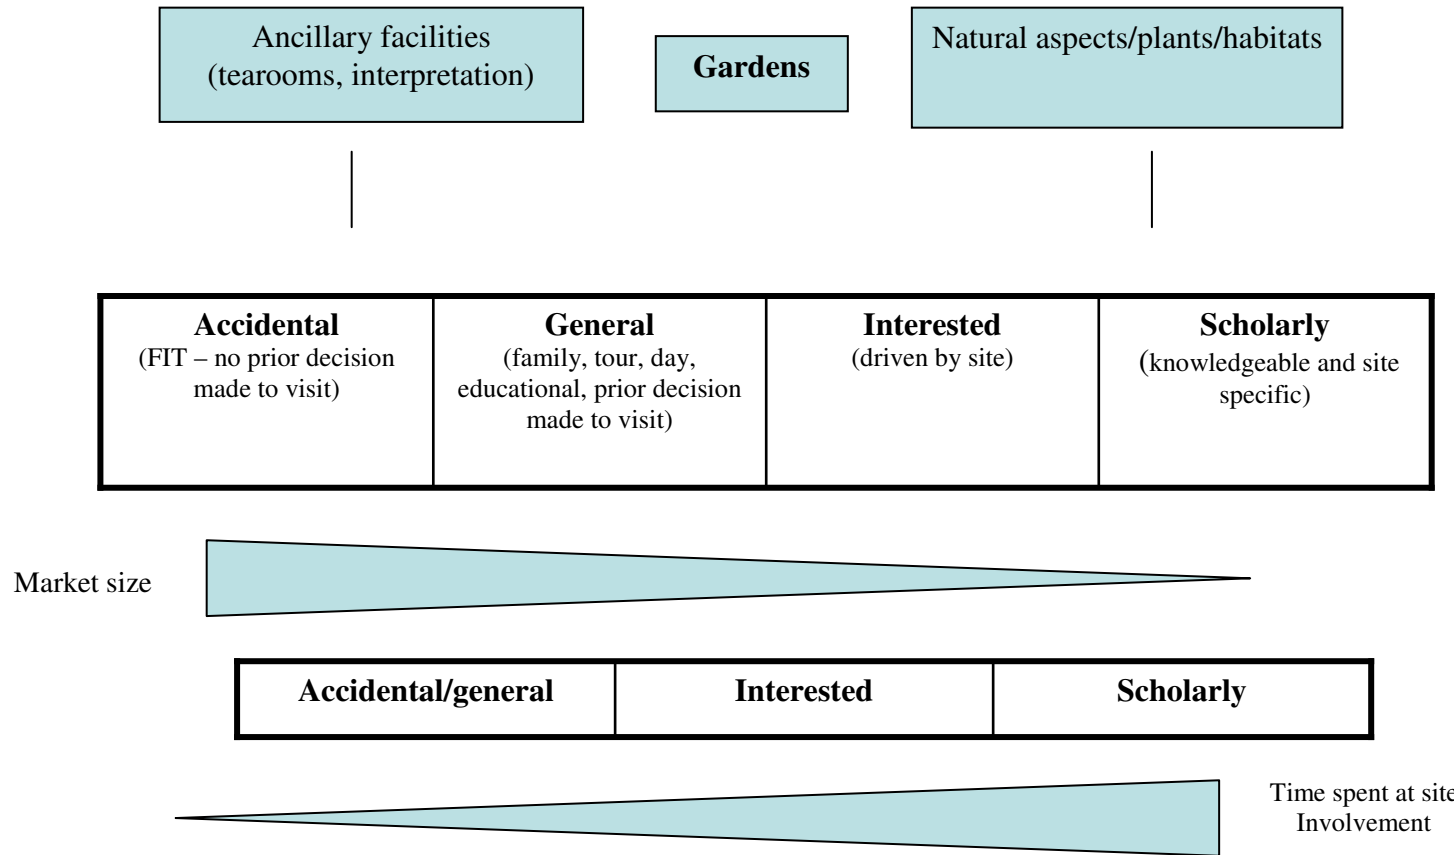 Ancillary facilities
(tearooms, interpretation)
Gardens
Natural aspects/plants/habitats
Accidental
(FIT – no prior decision
made to visit)
General
(family, tour, day,
educational, prior decision
made to visit)
Interested
(driven by site)
Scholarly
(knowledgeable and site
specific)
Market size
Accidental/general
Interested
Scholarly
Time spent at site
Involvement